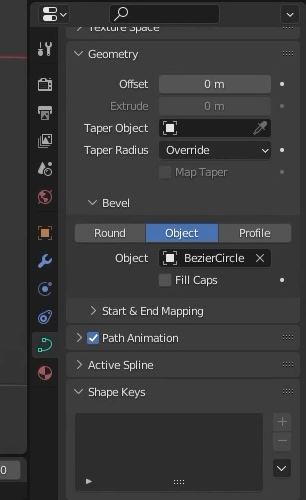 Texture Space
Geometry
Offset 0 m
Extrude 0 m
Taper Object
Taper Radius Override
Map Taper
Bevel
Round Object Profile
Object BezierCircle
Fill Caps
Start & End Mapping
Path Animation
Active Spline
Shape Keys
0